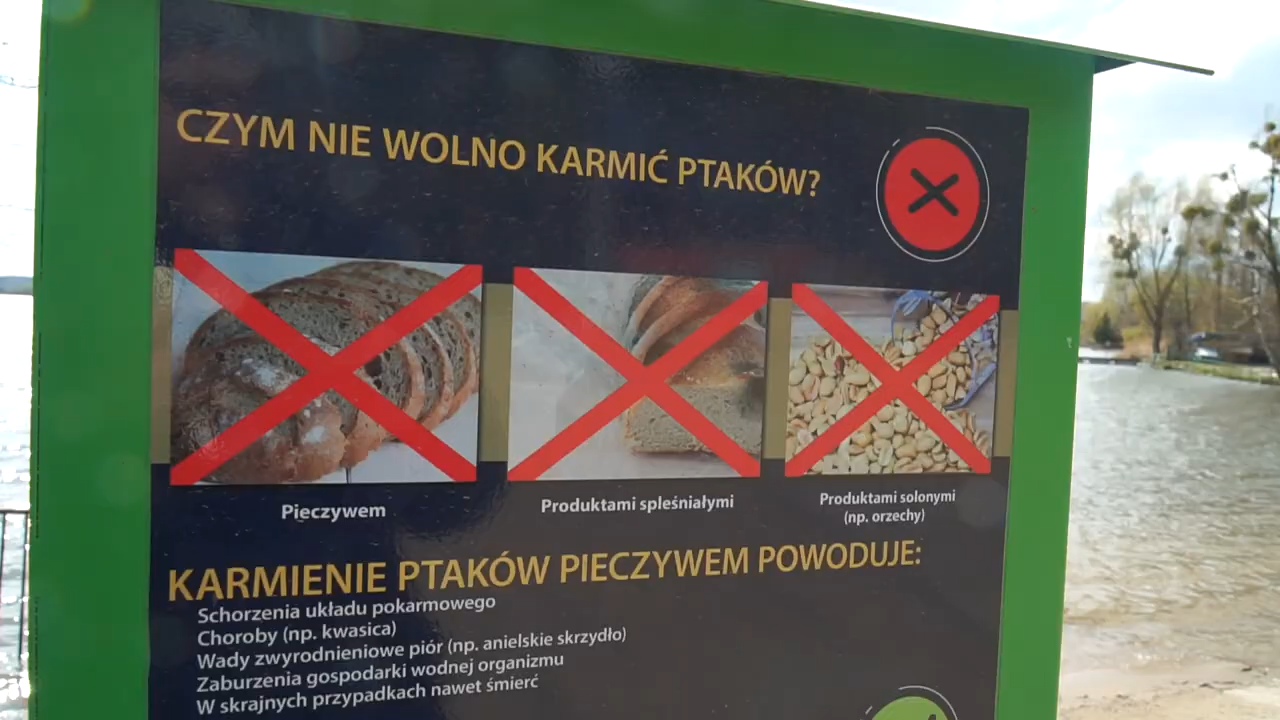 CZYM NIE WOLNO KARMIĆ PTAKÓW?
Pieczywem
Produktami spleśniałymi
Produktami solonymi
(np. orzechy)
KARMIENIE PTAKÓW PIECZYWEM POWODUJE:
Schorzenia układu pokarmowego
Choroby (np. kwasica)
Wady zwyrodnieniowe piór (np. anielskie skrzydło)
Zaburzenia gospodarki wodnej organizmu
W skrajnych przypadkach nawet śmierć